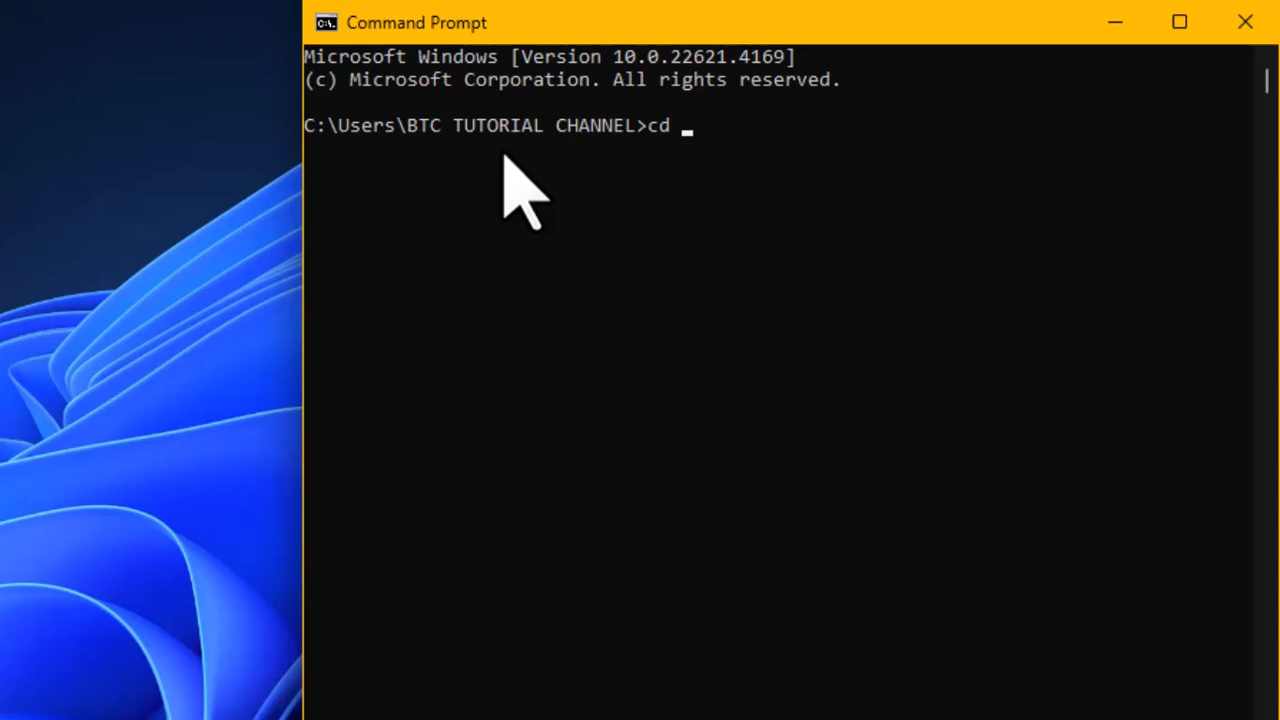 Command Prompt
Microsoft Windows [Version 10.0.22621.4169]
(c) Microsoft Corporation. All rights reserved.
C:\Users\BTC TUTORIAL CHANNEL>cd